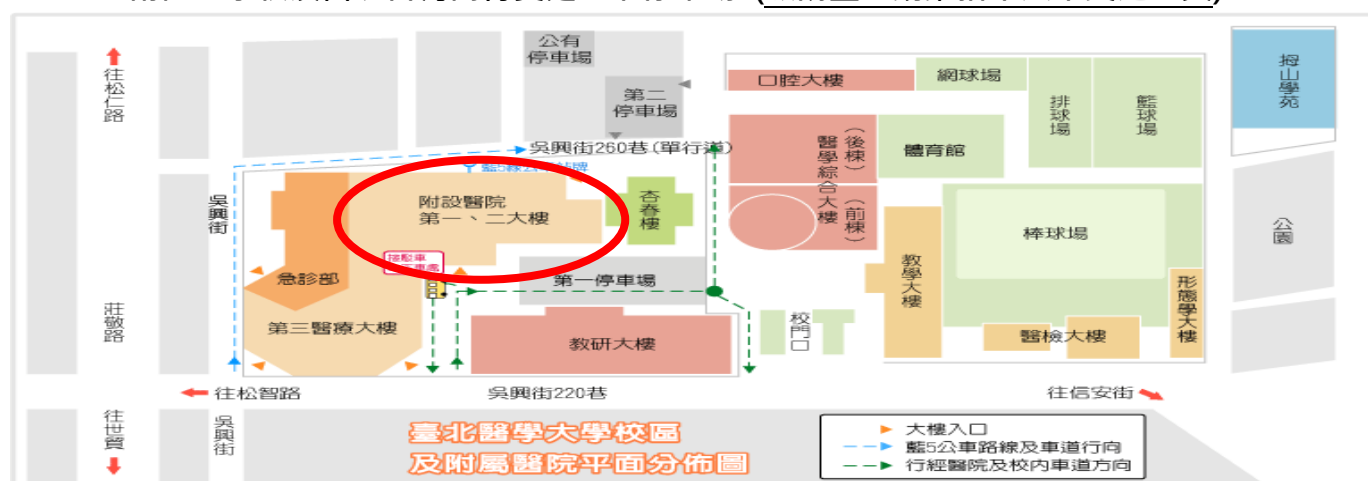 公有
停車場
第二
停車場
口腔大樓
網球場
排球場
籃球場
拇山學苑
往松仁路
吳興街260巷(單行道)
醫學綜合大樓
(後棟)
(前棟)
體育館
吳興街
附設醫院
第一、二大樓
杏春樓
棒球場
公園
接駁車
急診部
第一停車場
教學大樓
形態學大樓
莊敬路
第三醫療大樓
教研大樓
校門口
醫檢大樓
往松智路
吳興街220巷
往信安街
往世貿
吳興街
臺北醫學大學校區
及附屬醫院平面分佈圖
大樓入口
藍5公車路線及車道行向
行經醫院及校內車道方向